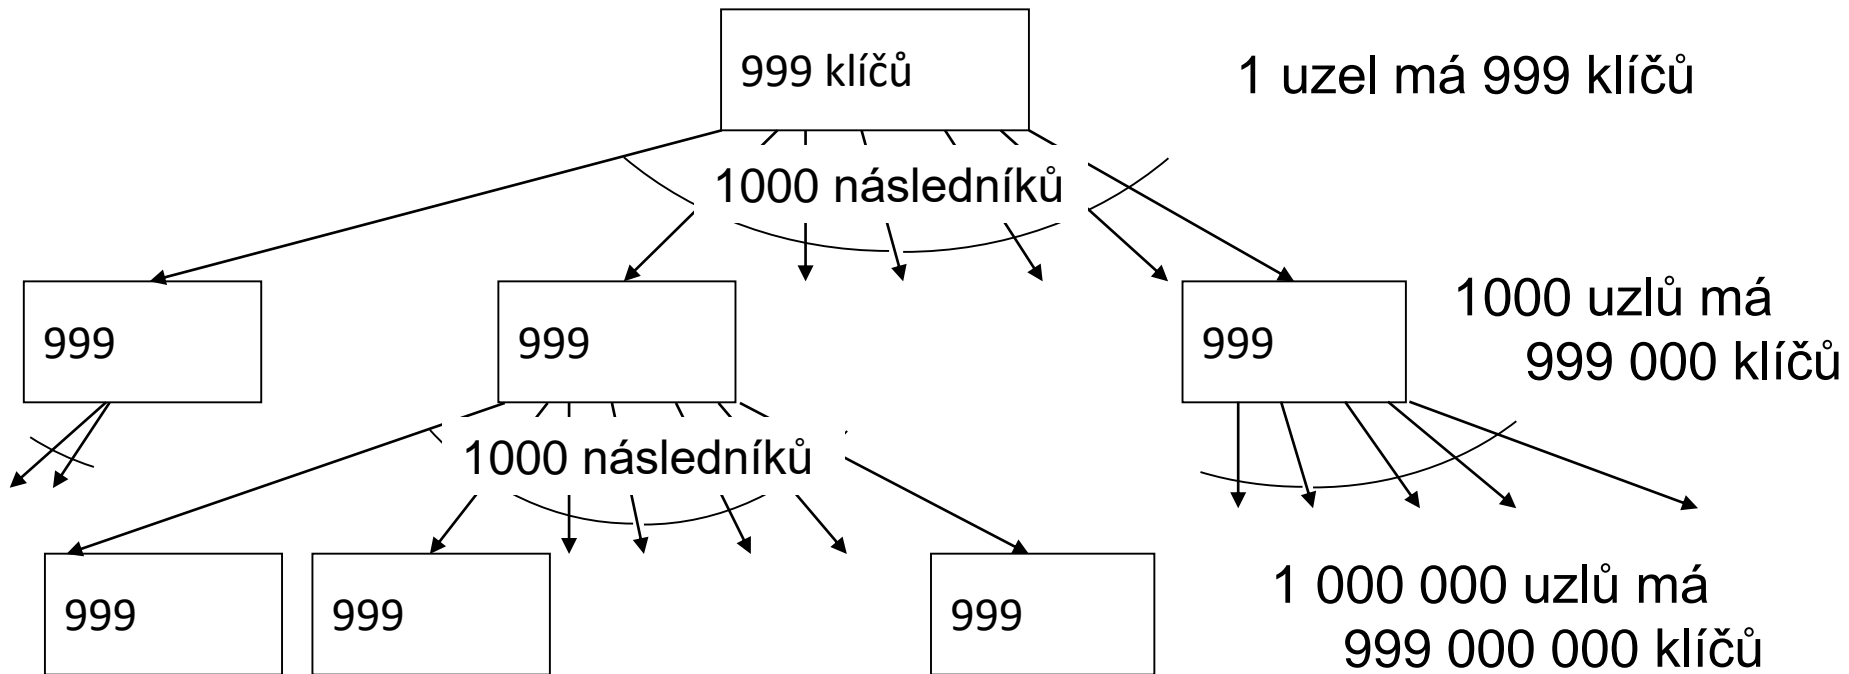 999 klíčů
1 uzel má 999 klíčů
1000 následníků
999
999
999
1000 uzlů má
999 000 klíčů
1000 následníků
999
999
999
1 000 000 uzlů má
999 000 000 klíčů